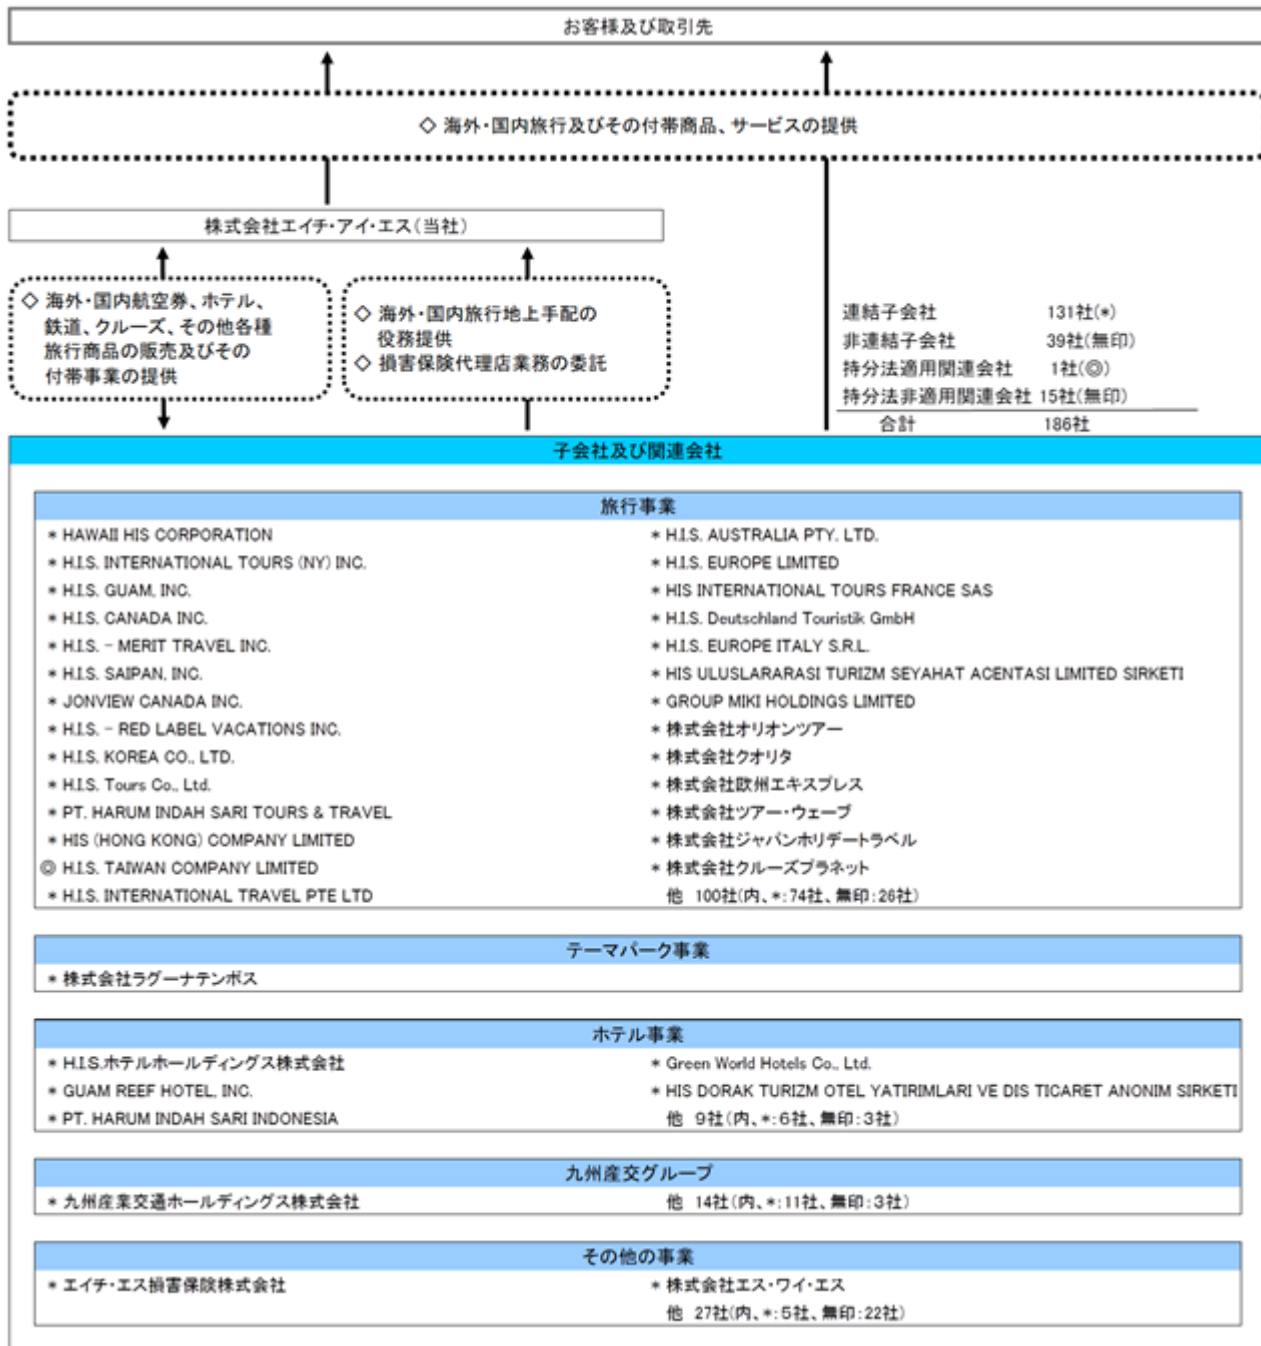 お客様及び取引先
◇ 海外・国内旅行及びその付帯商品、サービスの提供
株式会社エイチ・アイ・エス(当社)
◇ 海外・国内航空券、ホテル、
鉄道、クルーズ、その他各種
旅行商品の販売及びその
付帯事業の提供
◇ 海外・国内旅行地上手配の
役務提供
◇ 損害保険代理店業務の委託
連結子会社 131社(*)
非連結子会社 39社(無印)
持分法適用関連会社 1社(◎)
持分法非適用関連会社 15社(無印)
合計 186社
子会社及び関連会社
旅行事業
* HAWAII HIS CORPORATION
* H.I.S. INTERNATIONAL TOURS (NY) INC.
* H.I.S. GUAM, INC.
* H.I.S. CANADA INC.
* H.I.S. - MERIT TRAVEL INC.
* H.I.S. SAIPAN, INC.
* JONVIEW CANADA INC.
* H.I.S. - RED LABEL VACATIONS INC.
* H.I.S. KOREA CO., LTD.
* H.I.S. Tours Co., Ltd.
* PT. HARUM INDAH SARI TOURS & TRAVEL
* HIS (HONG KONG) COMPANY LIMITED
◎ H.I.S. TAIWAN COMPANY LIMITED
* H.I.S. INTERNATIONAL TRAVEL PTE LTD
* H.I.S. AUSTRALIA PTY. LTD.
* H.I.S. EUROPE LIMITED
* HIS INTERNATIONAL TOURS FRANCE SAS
* H.I.S. Deutschland Touristik GmbH
* H.I.S. EUROPE ITALY S.R.L.
* HIS ULUSLARARASI TURIZM SEYAHAT ACENTASI LIMITED SIRKETI
* GROUP MIKI HOLDINGS LIMITED
* 株式会社オリオンツアー
* 株式会社クオリタ
* 株式会社欧州エキスプレス
* 株式会社ツアー・ウェーブ
* 株式会社ジャパンホリデートラベル
* 株式会社クルーズプラネット
他 100社(内、*:74社、無印:26社)
テーマパーク事業
* 株式会社ラグーナテンボス
ホテル事業
* H.I.S.ホテルホールディングス株式会社
* GUAM REEF HOTEL, INC.
* PT. HARUM INDAH SARI INDONESIA
* Green World Hotels Co., Ltd.
* HIS DORAK TURIZM OTEL YATIRIMLARI VE DIS TICARET ANONIM SIRKETI
他 9社(内、*:6社、無印:3社)
九州産交グループ
* 九州産業交通ホールディングス株式会社
他 14社(内、*:11社、無印:3社)
その他の事業
* エイチ・エス損害保険株式会社
* 株式会社エス・ワイ・エス
他 27社(内、*:5社、無印:22社)